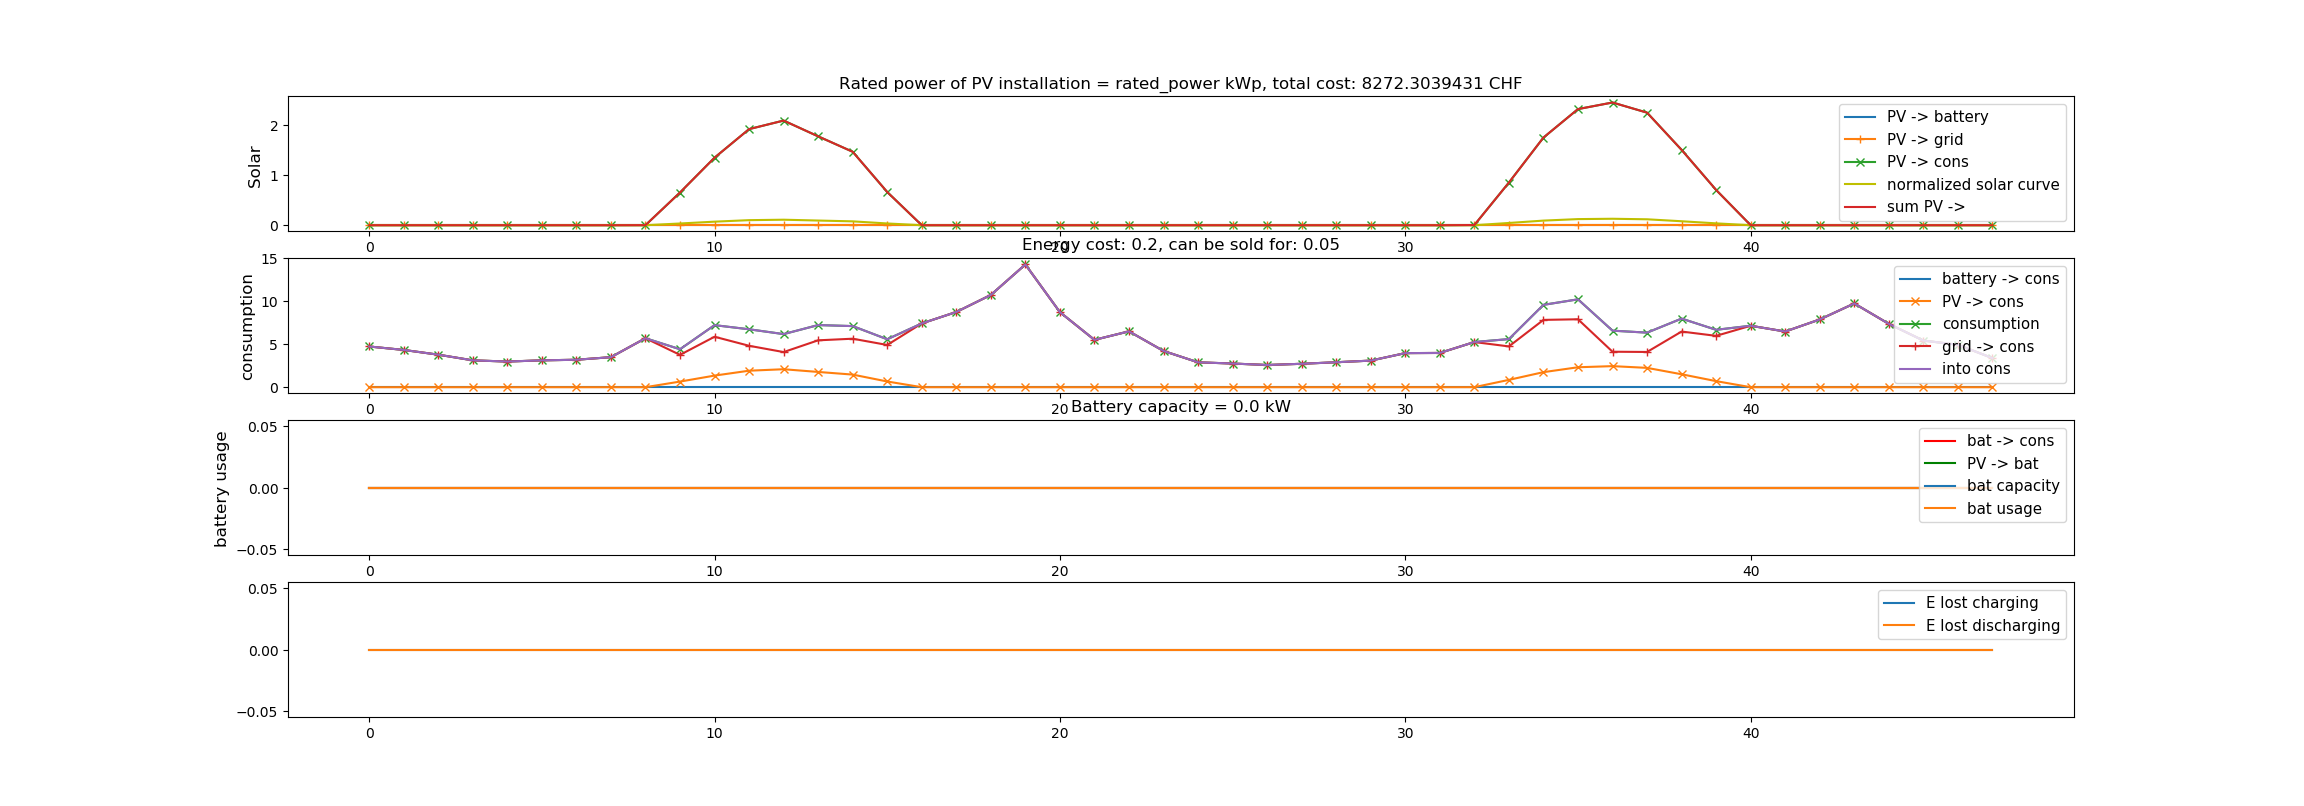 Rated power of PV installation = rated_power kWp, total cost: 8272.3039431 CHF
Solar
2
1
0
PV -> battery
PV -> grid
PV -> cons
normalized solar curve
sum PV ->
0 10 20 30 40
Energy cost: 0.2, can be sold for: 0.05
consumption
15
10
5
0
battery -> cons
PV -> cons
consumption
grid -> cons
into cons
0 10 20 30 40
Battery capacity = 0.0 kW
battery usage
0.05
0.00
−0.05
bat -> cons
PV -> bat
bat capacity
bat usage
0 10 20 30 40
0.05
0.00
−0.05
E lost charging
E lost discharging
0 10 20 30 40